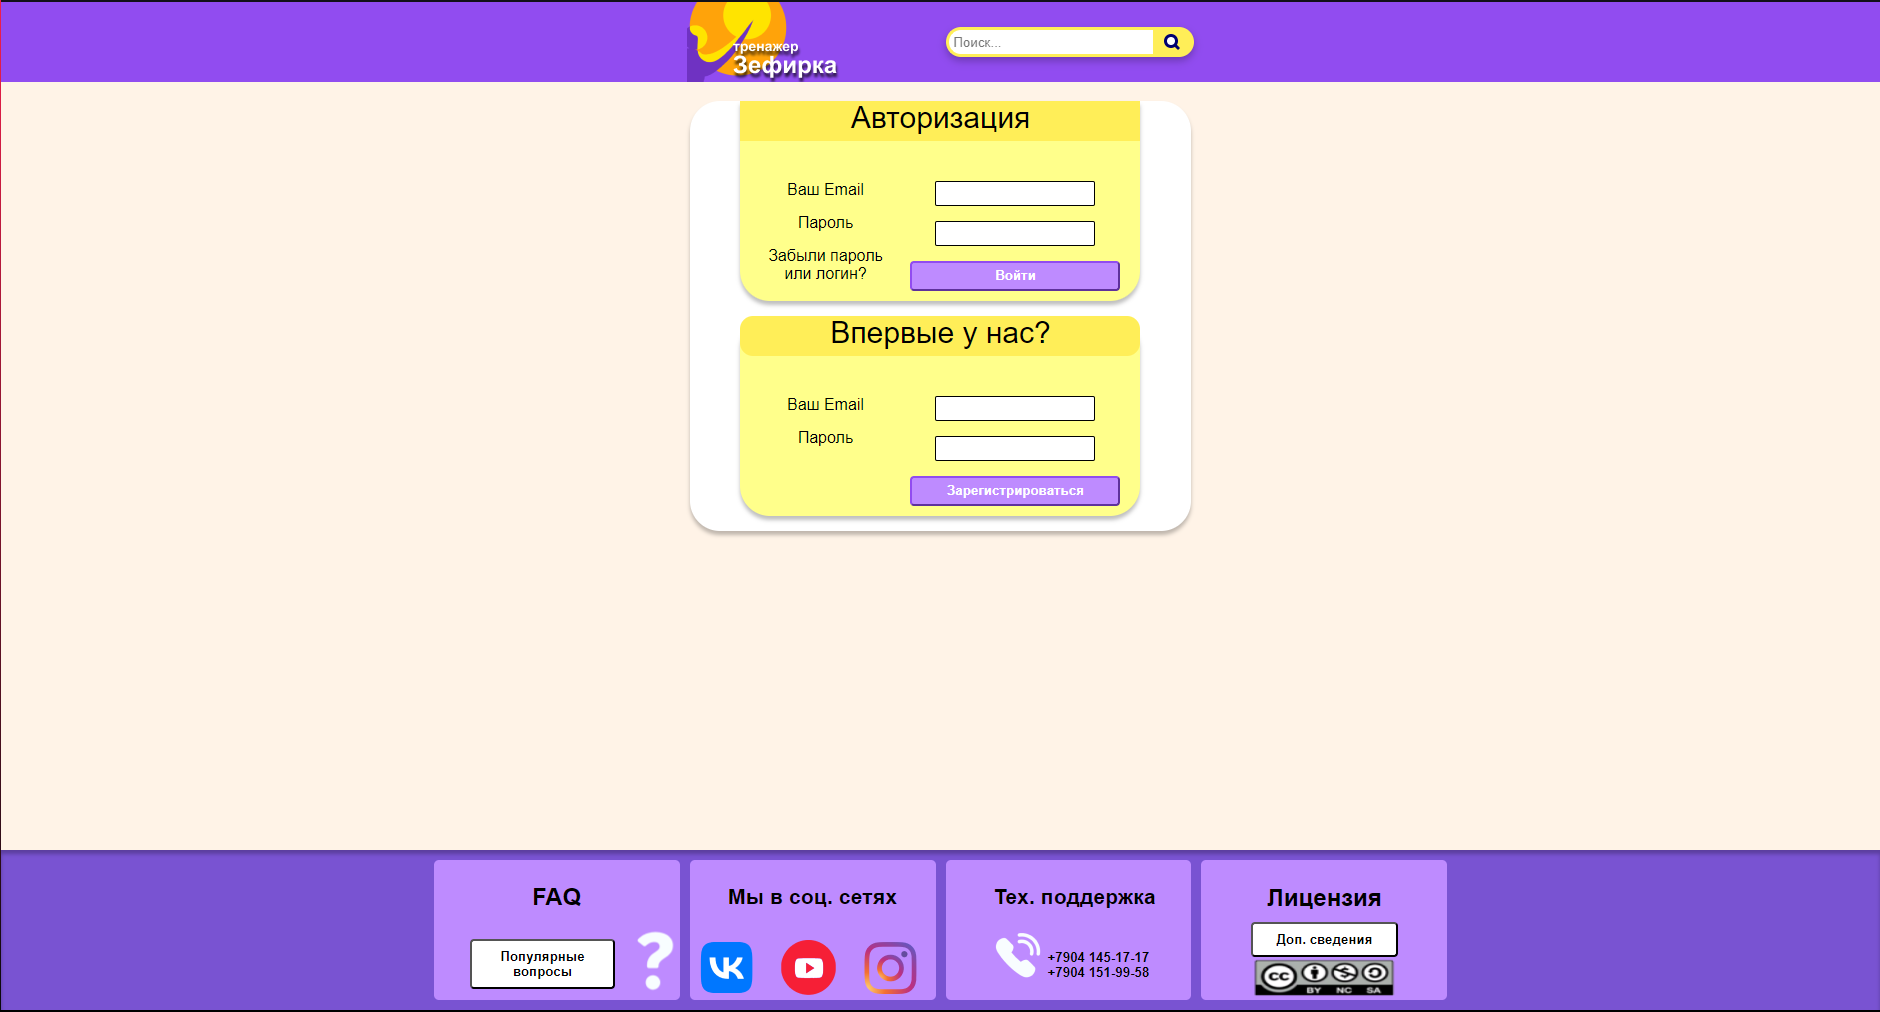 тренажер
Зефирка
Поиск...
Авторизация
Ваш Email
Пароль
Забыли пароль
или логин?
Войти
Впервые у нас?
Ваш Email
Пароль
Зарегистрироваться
FAQ
Популярные
вопросы
?
Мы в соц. сетях
Тех. поддержка
+7904 145-17-17
+7904 151-99-58
Лицензия
Доп. сведения
cc
BY NC SA